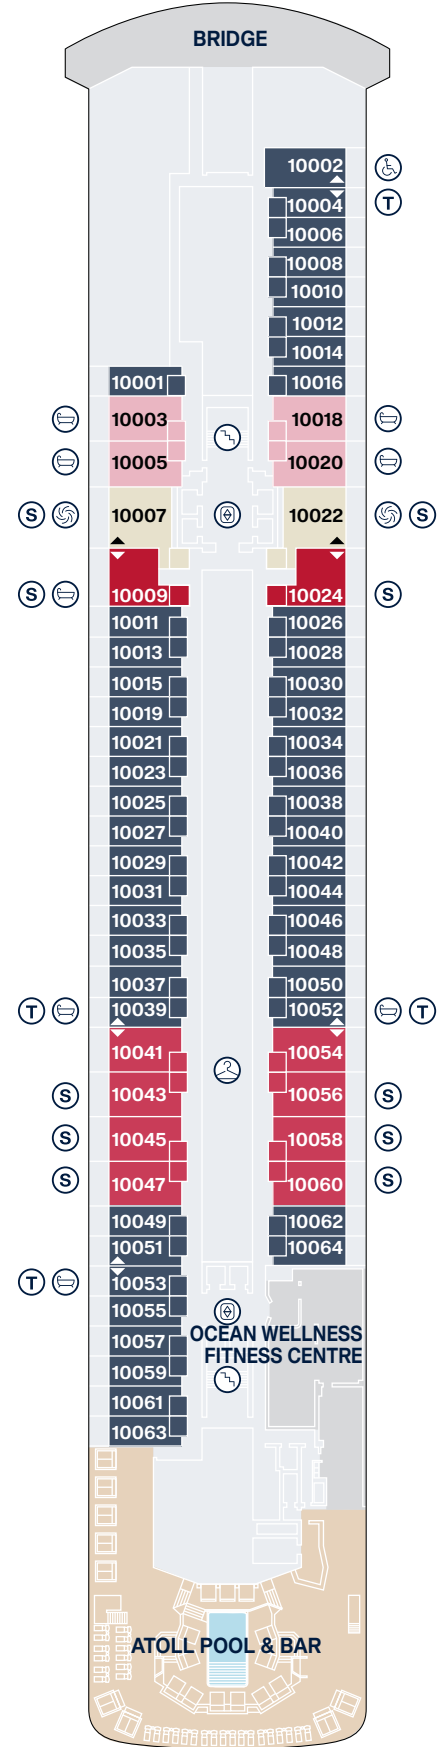 BRIDGE
10002
10004 T
10006
10008
10010
10012
10014
10001 10016
10003 10018
10005 10020
S 10007 10022 S
S 10009 10024 S
10011 10026
10013 10028
10015 10030
10019 10032
10021 10034
10023 10036
10025 10038
10027 10040
10029 10042
10031 10044
10033 10046
10035 10048
10037 10050
T 10039 10052 T
10041 10054
S 10043 10056 S
S 10045 10058 S
S 10047 10060 S
10049 10062
10051 10064
T 10053
10055
10057 OCEAN WELLNESS
10059 FITNESS CENTRE
10061
10063
ATOLL POOL & BAR